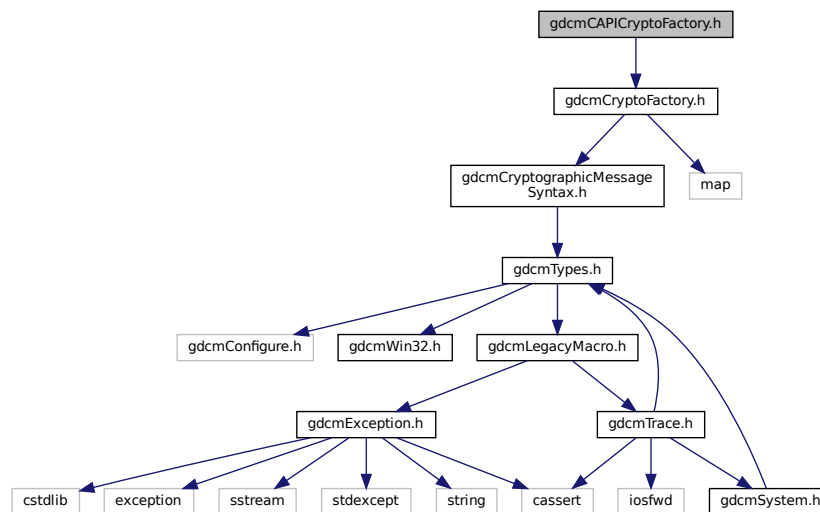 gdcmCAPICryptoFactory.h
gdcmCryptoFactory.h
gdcmCryptographicMessage
Syntax.h
map
gdcmTypes.h
gdcmConfigure.h
gdcmWin32.h
gdcmLegacyMacro.h
gdcmException.h
gdcmTrace.h
cstdlib
exception
sstream
stdexcept
string
cassert
iosfwd
gdcmSystem.h